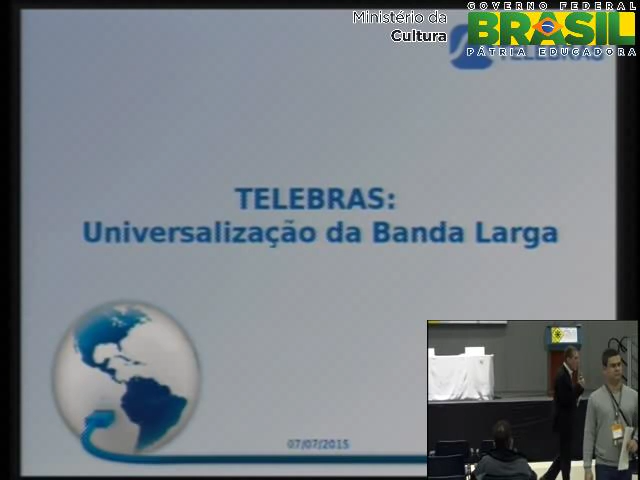 Ministério da
Cultura
GOVERNO FEDERAL
BRASIL
PÁTRIA EDUCADORA
TELEBRAS
TELEBRAS:
Universalização da Banda Larga
07/07/2015